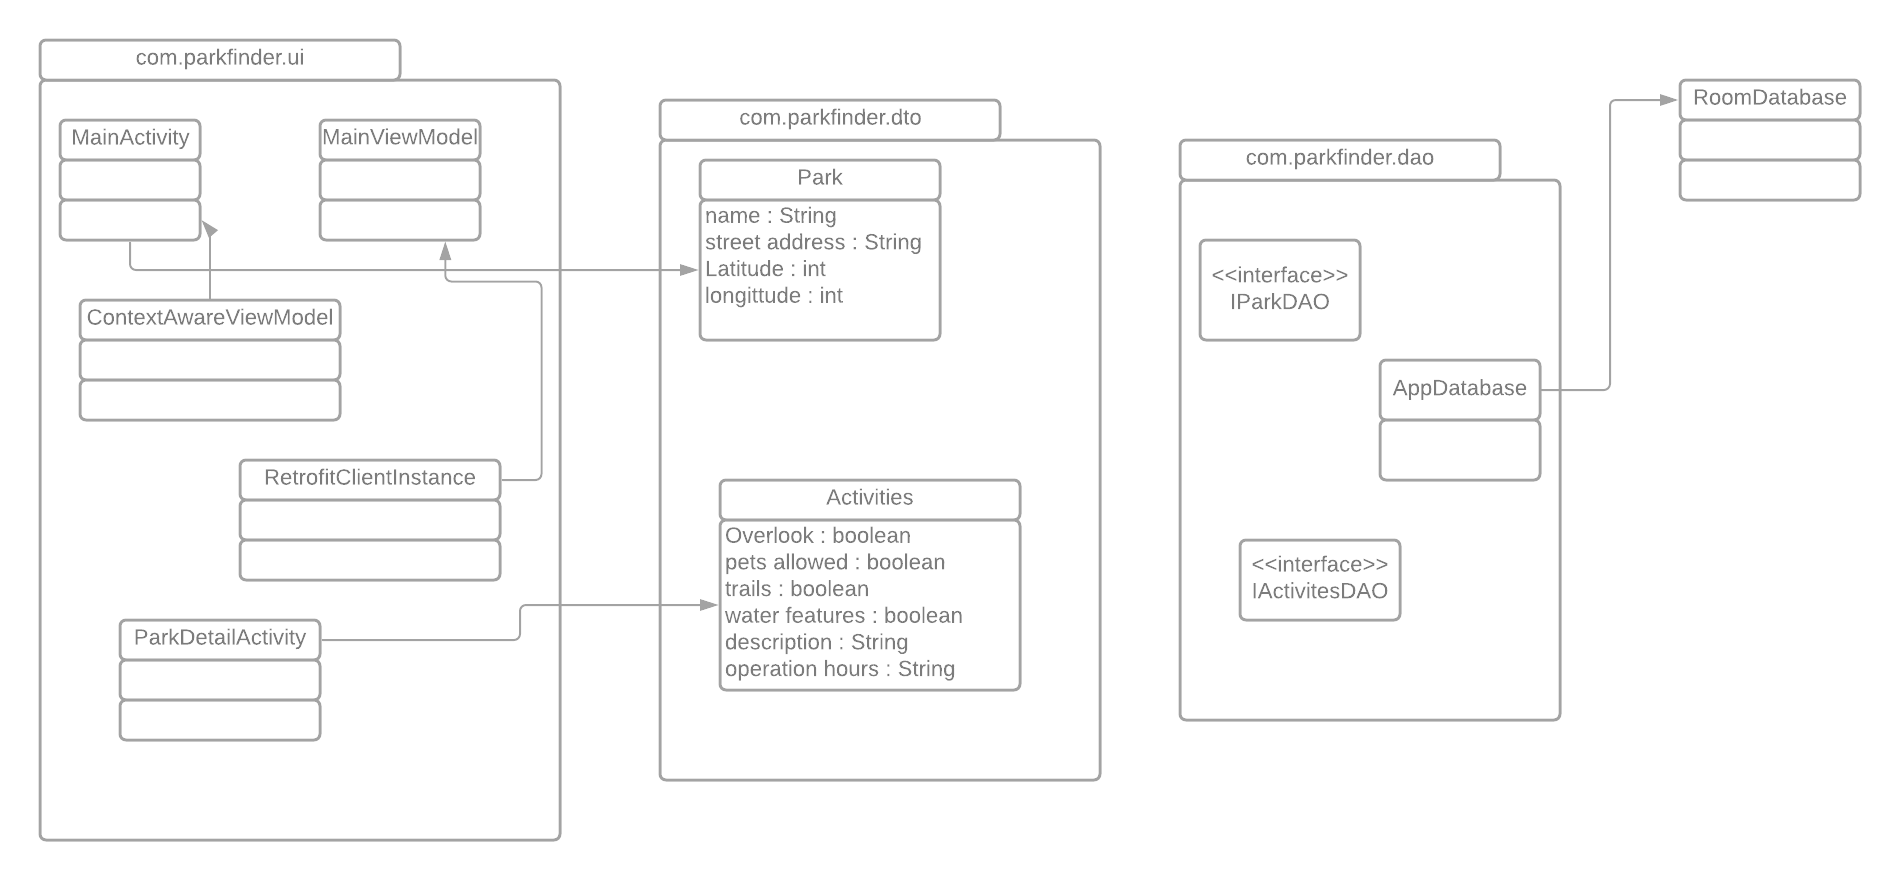 com.parkfinder.ui
MainActivity
MainViewModel
ContextAwareViewModel
RetrofitClientInstance
ParkDetailActivity
com.parkfinder.dto
Park
name : String
street address : String
Latitude : int
longittude : int
Activities
Overlook : boolean
pets allowed : boolean
trails : boolean
water features : boolean
description : String
operation hours : String
com.parkfinder.dao
<<interface>>
IParkDAO
AppDatabase
<<interface>>
IActivitesDAO
RoomDatabase